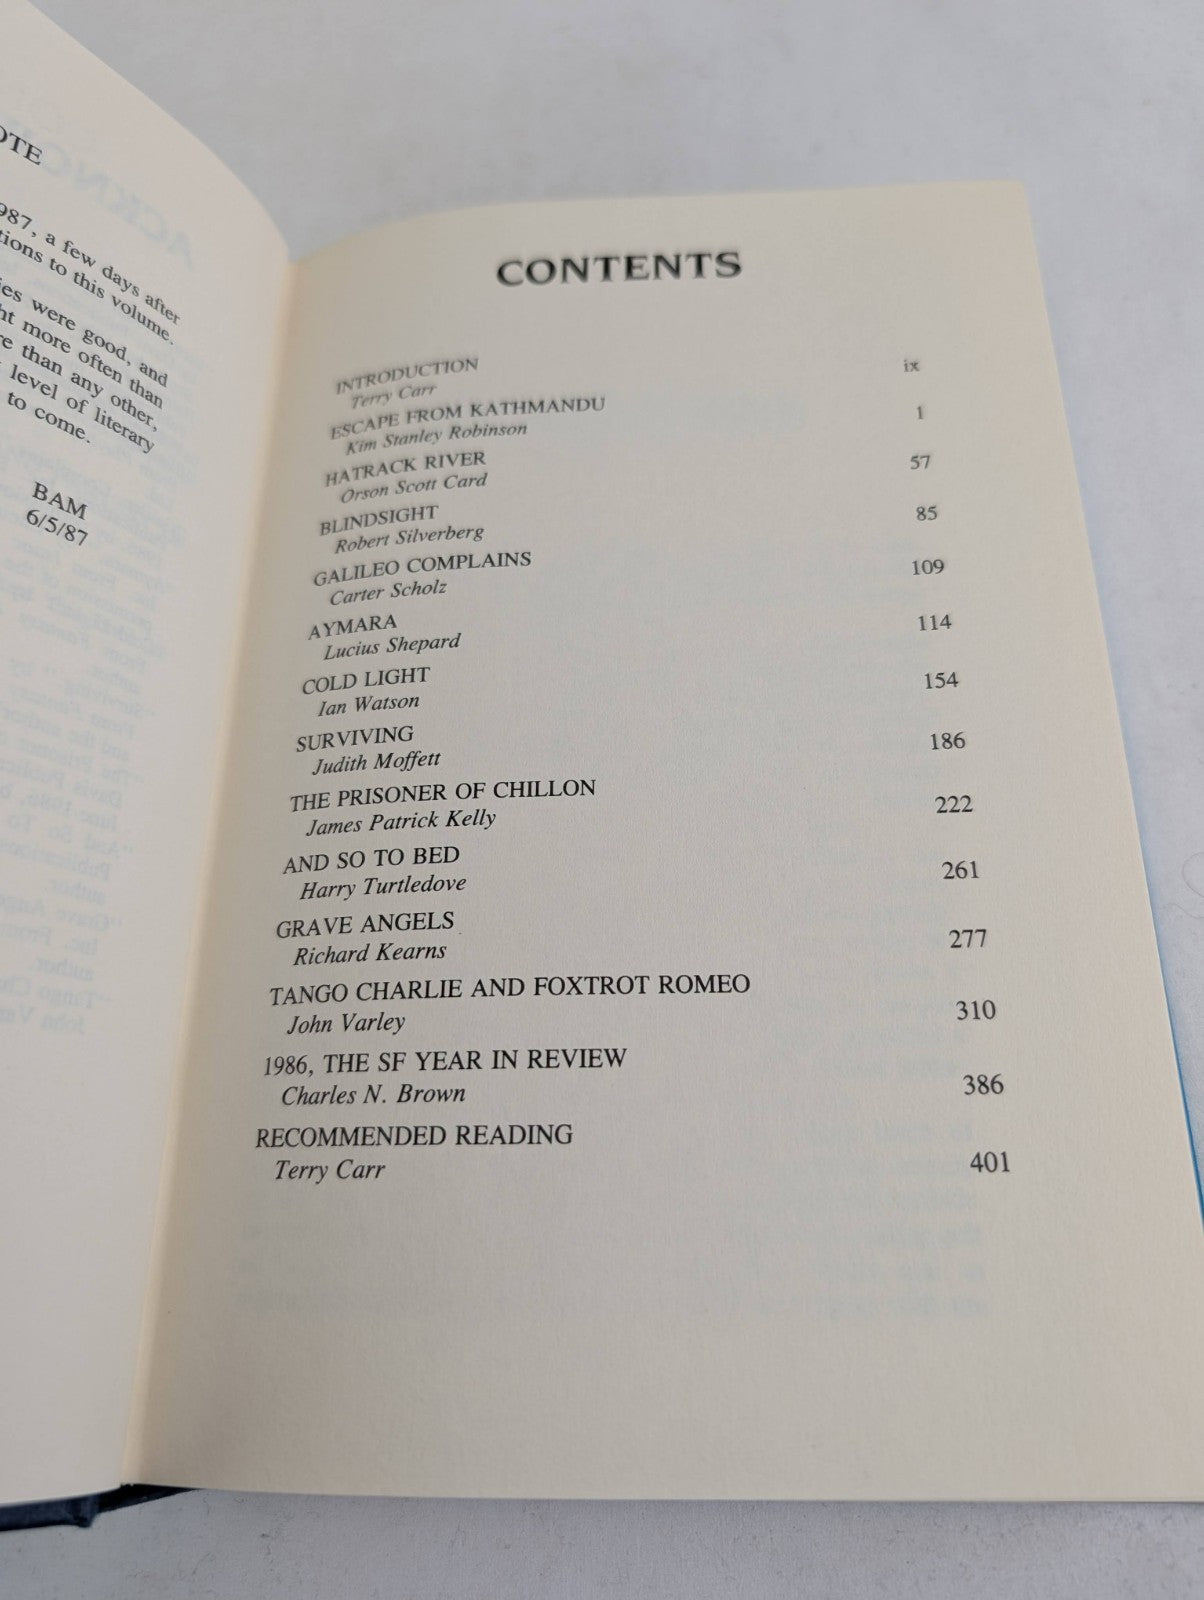 OTE
987, a few days after
tions to this volume.
ies were good, and
ht more often than
re than any other,
level of literary
to come.
BAM
6/5/87
CONTENTS
INTRODUCTION ix
Terry Carr
ESCAPE FROM KATHMANDU 1
Kim Stanley Robinson
HATRACK RIVER 57
Orson Scott Card
BLINDSIGHT 85
Robert Silverberg
GALILEO COMPLAINS 109
Carter Scholz
AYMARA 114
Lucius Shepard
COLD LIGHT 154
Ian Watson
SURVIVING 186
Judith Moffett
THE PRISONER OF CHILLON 222
James Patrick Kelly
AND SO TO BED 261
Harry Turtledove
GRAVE ANGELS 277
Richard Kearns
TANGO CHARLIE AND FOXTROT ROMEO 310
John Varley
1986, THE SF YEAR IN REVIEW 386
Charles N. Brown
RECOMMENDED READING 401
Terry Carr